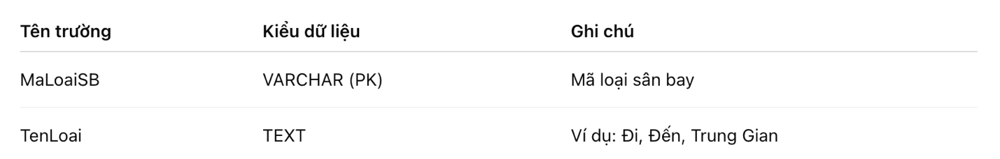 Tên trường Kiểu dữ liệu Ghi chú
MaLoaiSB VARCHAR (PK) Mã loại sân bay
TenLoai TEXT Ví dụ: Đi, Đến, Trung Gian